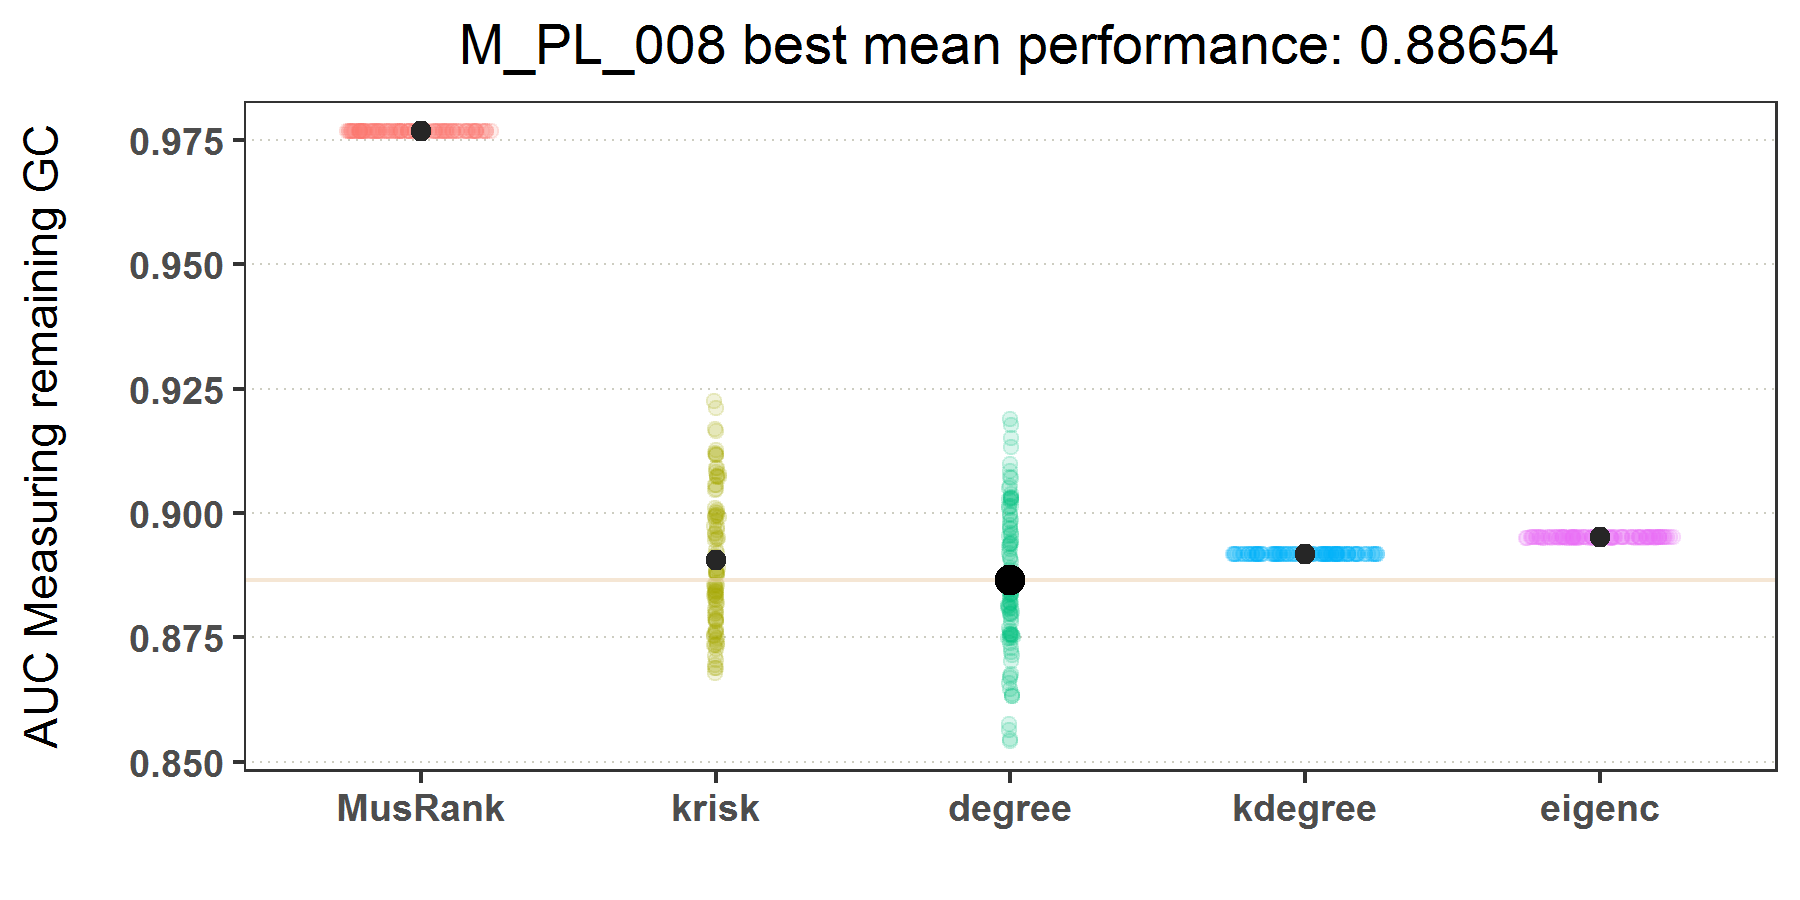 M_PL_008 best mean performance: 0.88654
AUC Measuring remaining GC
0.975
0.950
0.925
0.900
0.875
0.850
MusRank krisk degree kdegree eigenc